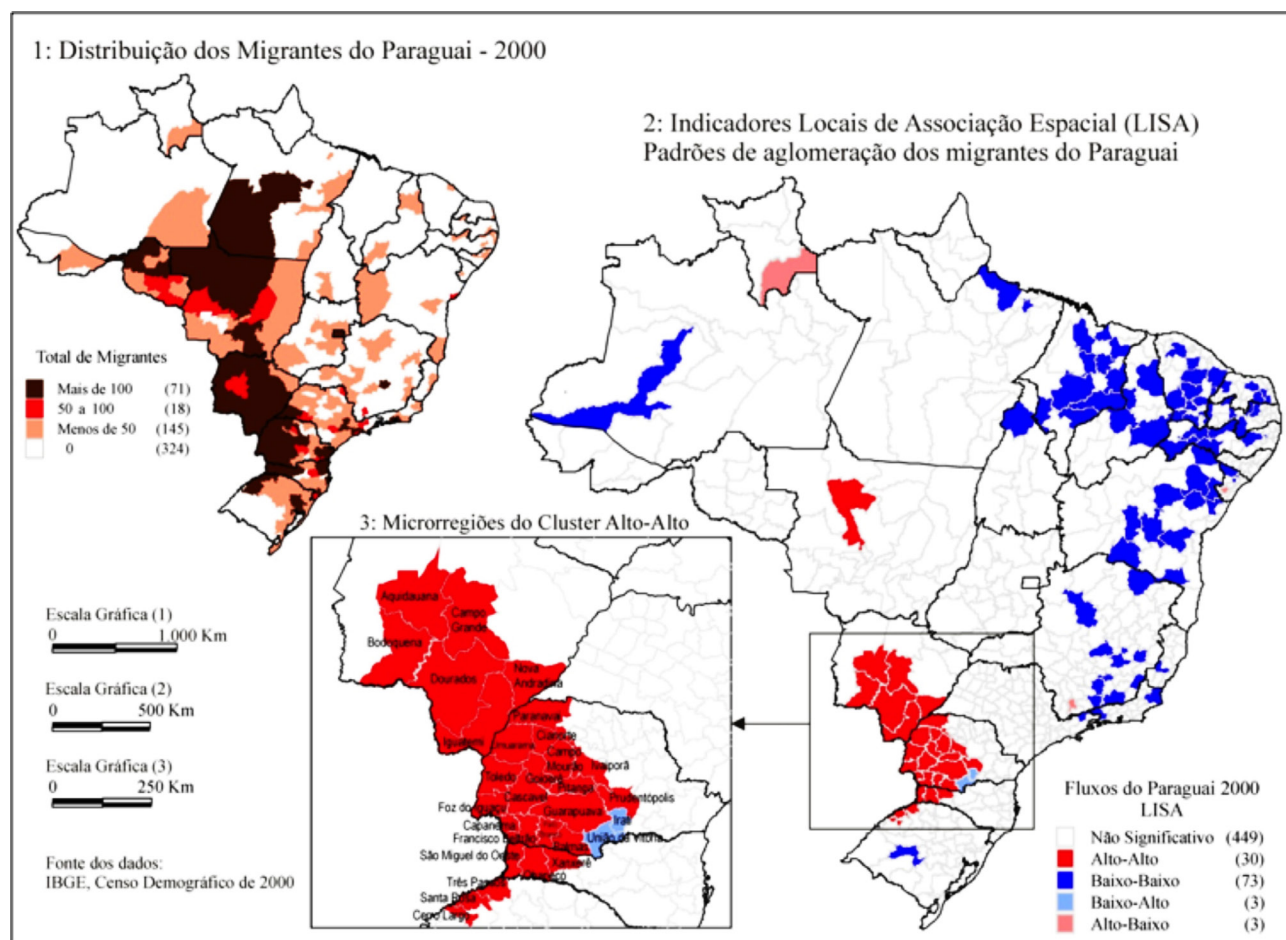 1: Distribuição dos Migrantes do Paraguai - 2000
2: Indicadores Locais de Associação Espacial (LISA)
Padrões de aglomeração dos migrantes do Paraguai
Total de Migrantes
Mais de 100 (71)
50 a 100 (18)
Menos de 50 (145)
0 (324)
3: Microrregiões do Cluster Alto-Alto
Aquidauana
Campo
Grande
Bodoquena
Dourados
Nova
Andradina
Paranavaí
Iguatemi
Umuarama
Cianorte
Campo
Mourão
Ivaiporã
Toledo
Goioerê
Pitanga
Cascavel
Prudentópolis
Foz do Iguaçu
Guarapuava
Irati
Capanema
Francisco Beltrão
União da Vitória
Palmas
São Miguel do Oeste
Xanxerê
Chapecó
Três Passos
Santa Rosa
Cerro Largo
Escala Gráfica (1)
0 1.000 Km
Escala Gráfica (2)
0 500 Km
Escala Gráfica (3)
0 250 Km
Fonte dos dados:
IBGE, Censo Demográfico de 2000
Fluxos do Paraguai 2000
LISA
Não Significativo (449)
Alto-Alto (30)
Baixo-Baixo (73)
Baixo-Alto (3)
Alto-Baixo (3)